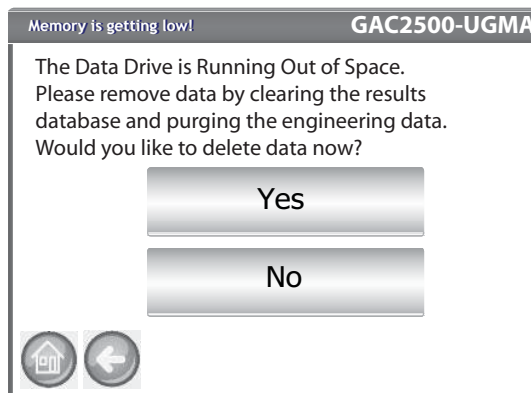 Memory is getting low!
GAC2500-UGMA
The Data Drive is Running Out of Space.
Please remove data by clearing the results
database and purging the engineering data.
Would you like to delete data now?
Yes
No